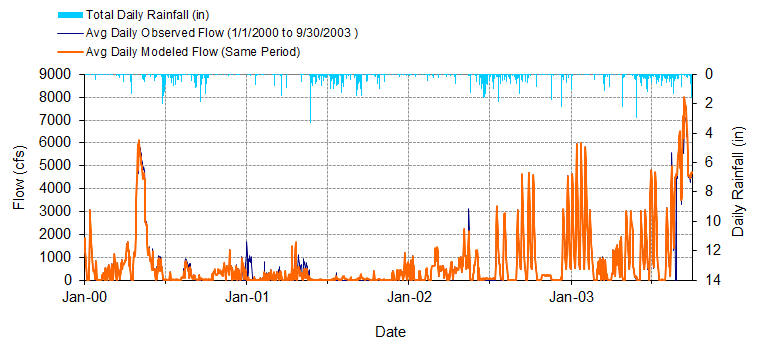 Total Daily Rainfall (in)
Avg Daily Observed Flow (1/1/2000 to 9/30/2003 )
Avg Daily Modeled Flow (Same Period)
9000
8000
7000
6000
5000
4000
3000
2000
1000
0
Flow (cfs)
0
2
4
6
8
10
12
14
Daily Rainfall (in)
Jan-00
Jan-01
Jan-02
Jan-03
Date